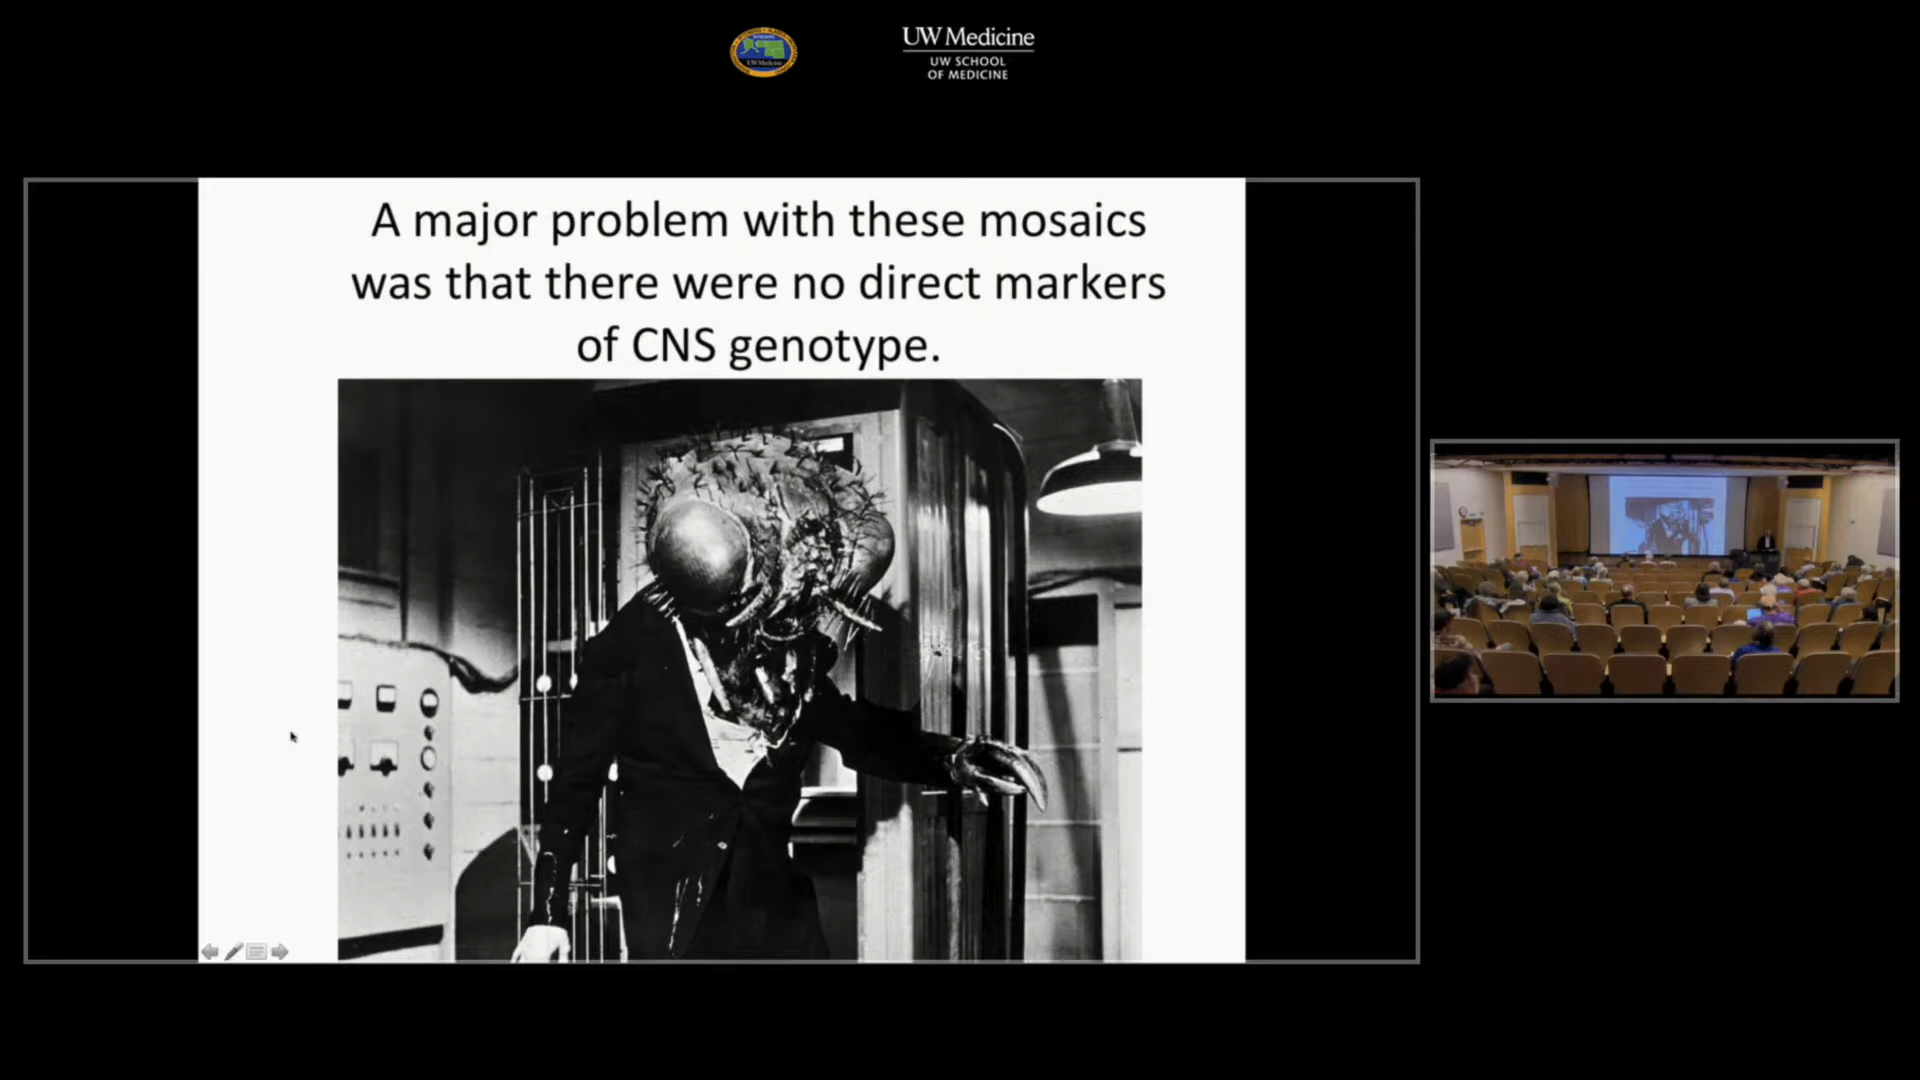 UW Medicine
UW SCHOOL
OF MEDICINE
A major problem with these mosaics
was that there were no direct markers
of CNS genotype.